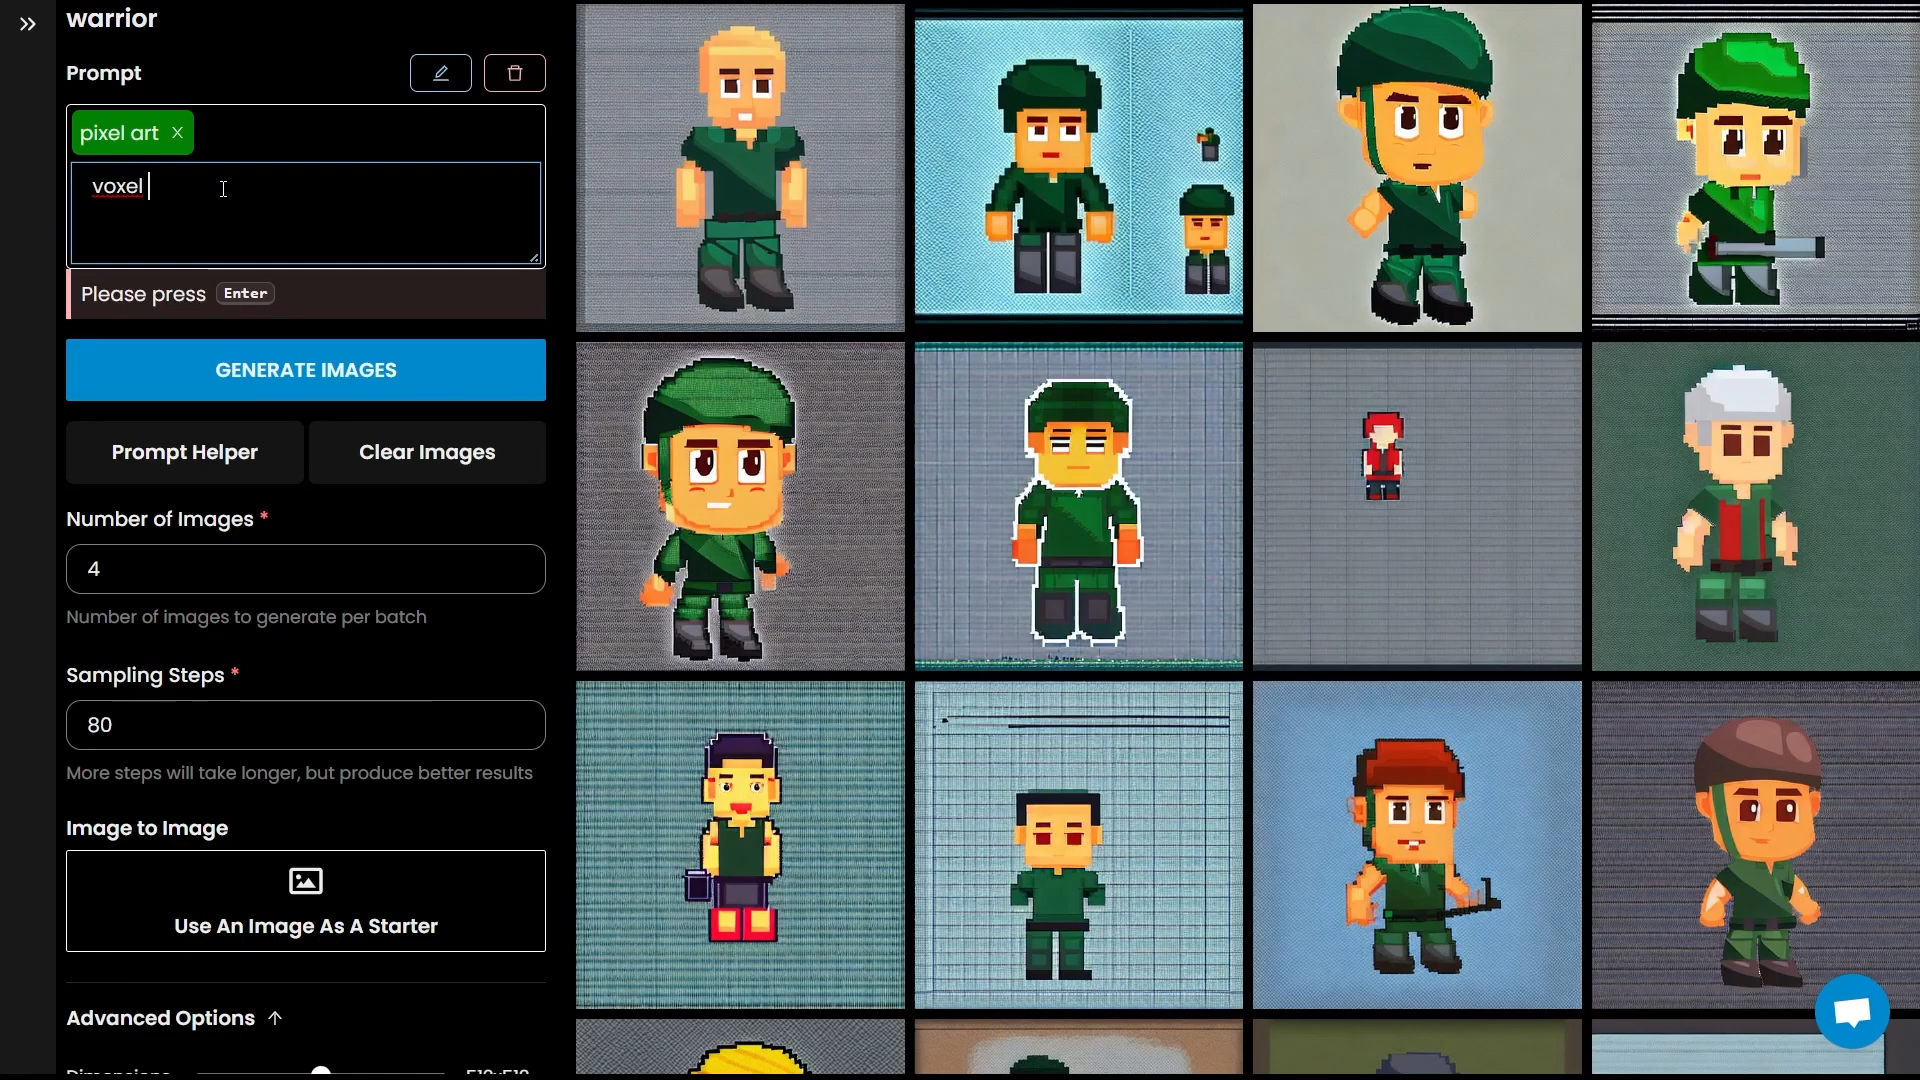 warrior
Prompt
pixel art X
voxel
Please press Enter
GENERATE IMAGES
Prompt Helper
Clear Images
Number of Images *
4
Number of images to generate per batch
Sampling Steps *
80
More steps will take longer, but produce better results
Image to Image
Use An Image As A Starter
Advanced Options ↑